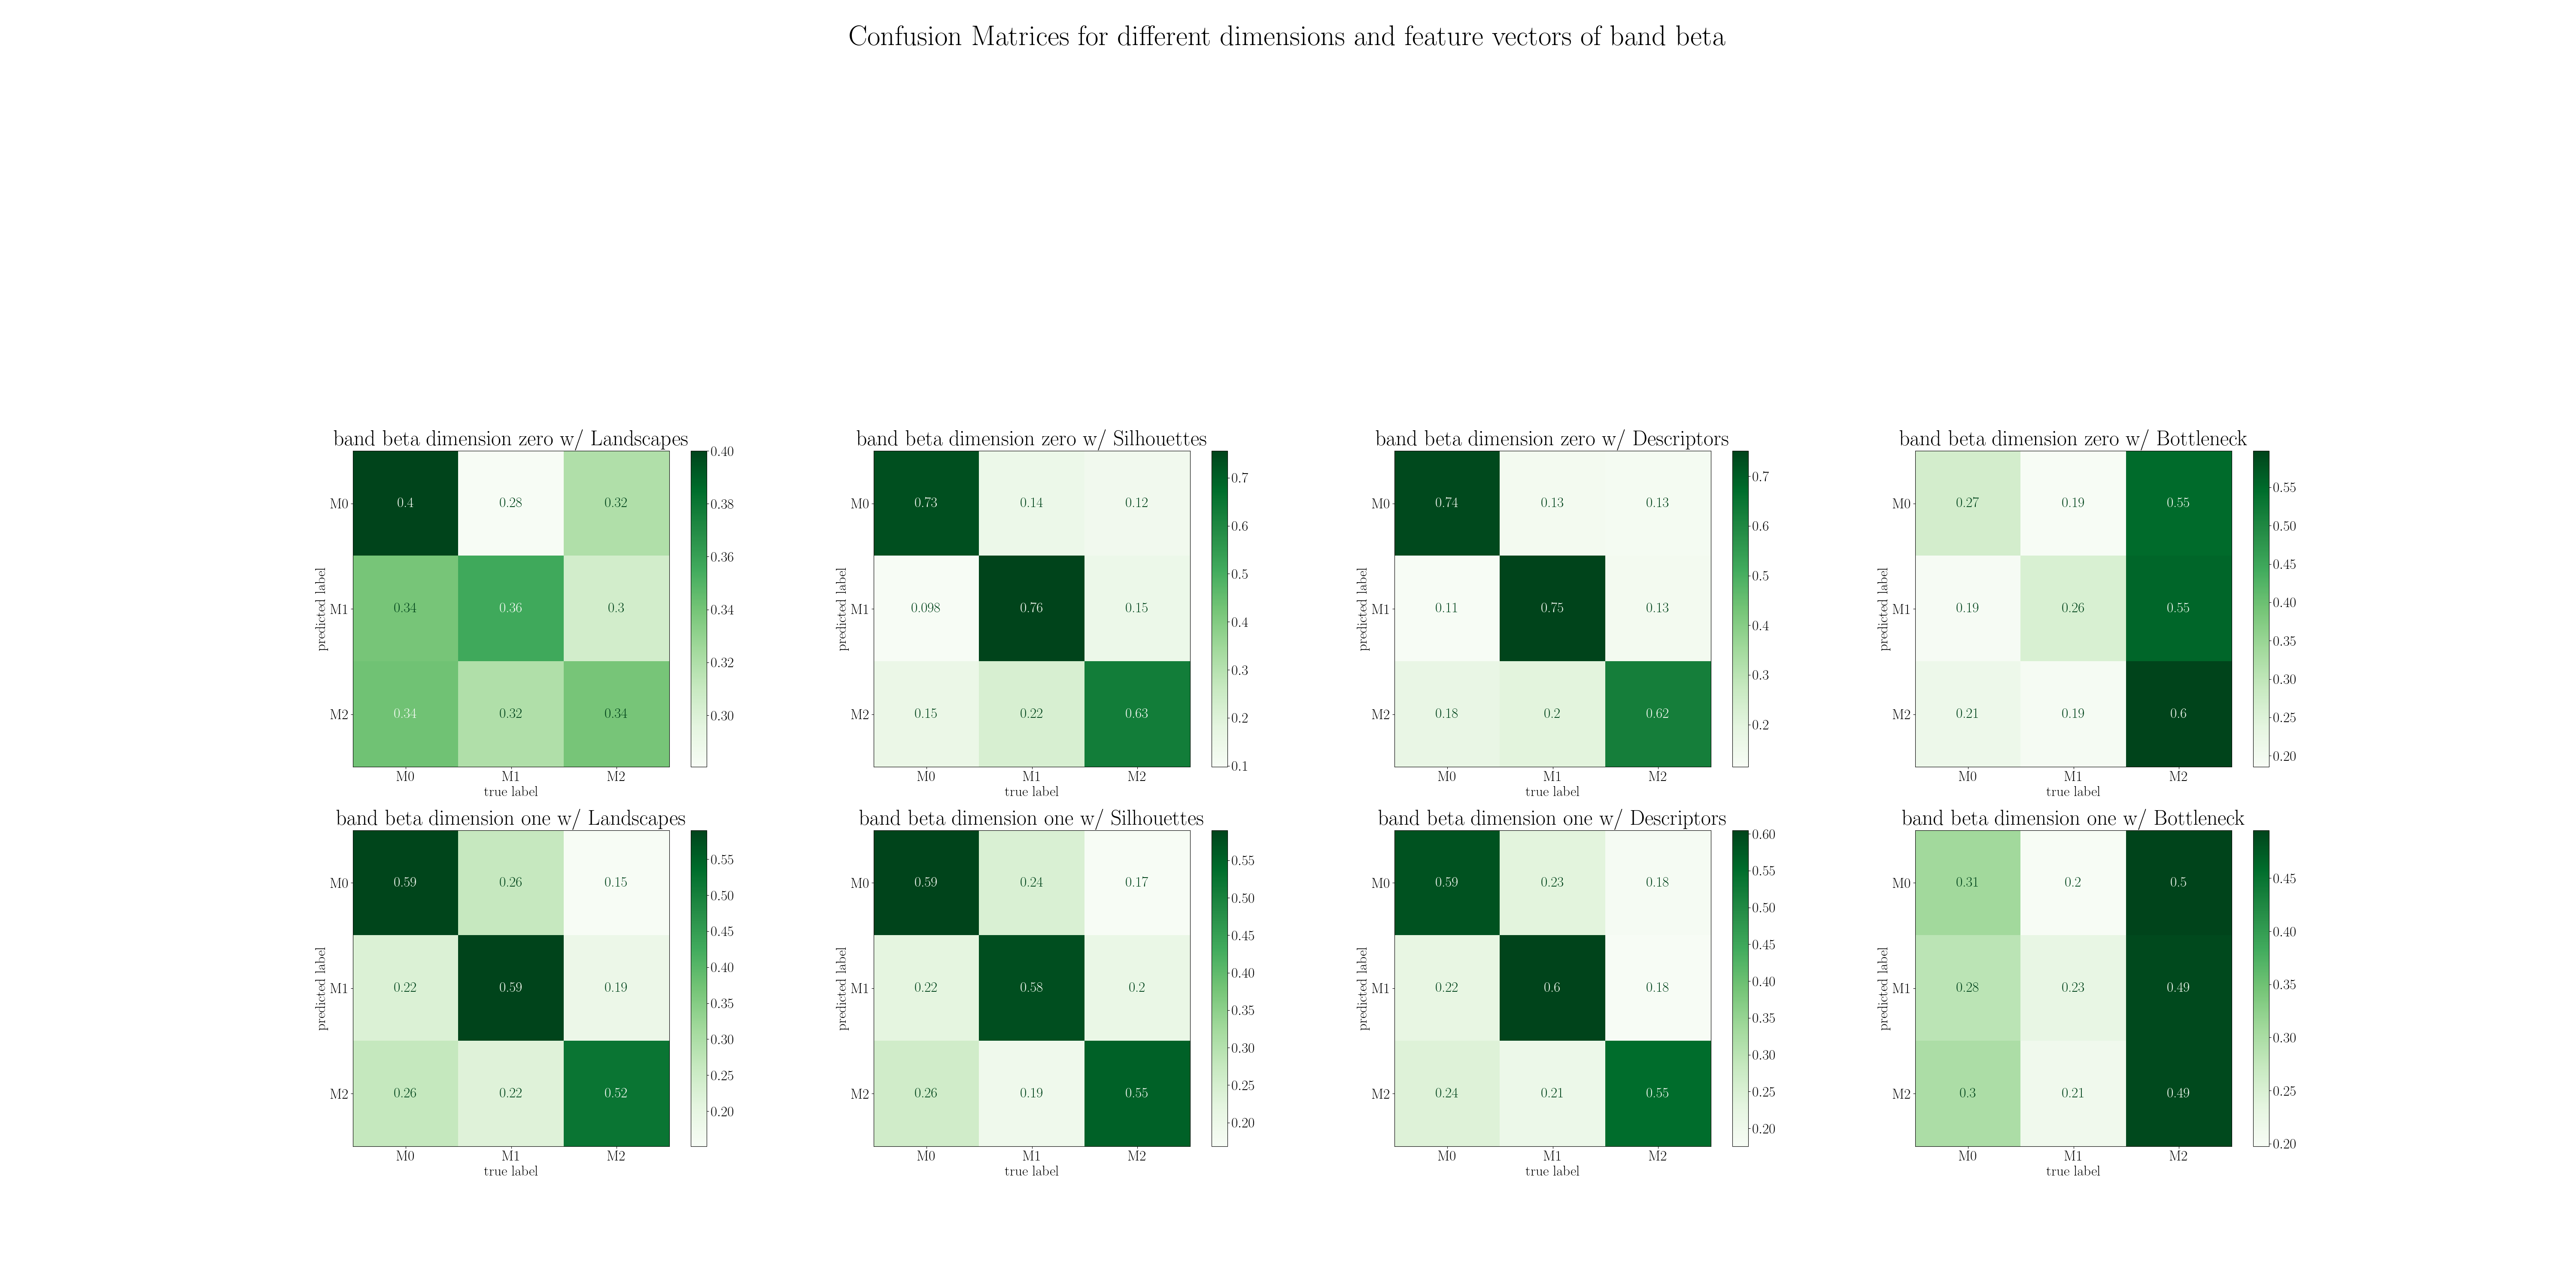 Confusion Matrices for different dimensions and feature vectors of band beta
band beta dimension zero w/ Landscapes
M0 0.4 0.28 0.32
M1 0.34 0.36 0.3
M2 0.34 0.32 0.34
M0 M1 M2
true label
predicted label
0.40
0.38
0.36
0.34
0.32
0.30
band beta dimension zero w/ Silhouettes
M0 0.73 0.14 0.12
M1 0.098 0.76 0.15
M2 0.15 0.22 0.63
M0 M1 M2
true label
predicted label
0.7
0.6
0.5
0.4
0.3
0.2
0.1
band beta dimension zero w/ Descriptors
M0 0.74 0.13 0.13
M1 0.11 0.75 0.13
M2 0.18 0.2 0.62
M0 M1 M2
true label
predicted label
0.7
0.6
0.5
0.4
0.3
0.2
band beta dimension zero w/ Bottleneck
M0 0.27 0.19 0.55
M1 0.19 0.26 0.55
M2 0.21 0.19 0.6
M0 M1 M2
true label
predicted label
0.55
0.50
0.45
0.40
0.35
0.30
0.25
0.20
band beta dimension one w/ Landscapes
M0 0.59 0.26 0.15
M1 0.22 0.59 0.19
M2 0.26 0.22 0.52
M0 M1 M2
true label
predicted label
0.55
0.50
0.45
0.40
0.35
0.30
0.25
0.20
band beta dimension one w/ Silhouettes
M0 0.59 0.24 0.17
M1 0.22 0.58 0.2
M2 0.26 0.19 0.55
M0 M1 M2
true label
predicted label
0.55
0.50
0.45
0.40
0.35
0.30
0.25
0.20
band beta dimension one w/ Descriptors
M0 0.59 0.23 0.18
M1 0.22 0.6 0.18
M2 0.24 0.21 0.55
M0 M1 M2
true label
predicted label
0.60
0.55
0.50
0.45
0.40
0.35
0.30
0.25
0.20
band beta dimension one w/ Bottleneck
M0 0.31 0.2 0.5
M1 0.28 0.23 0.49
M2 0.3 0.21 0.49
M0 M1 M2
true label
predicted label
0.45
0.40
0.35
0.30
0.25
0.20